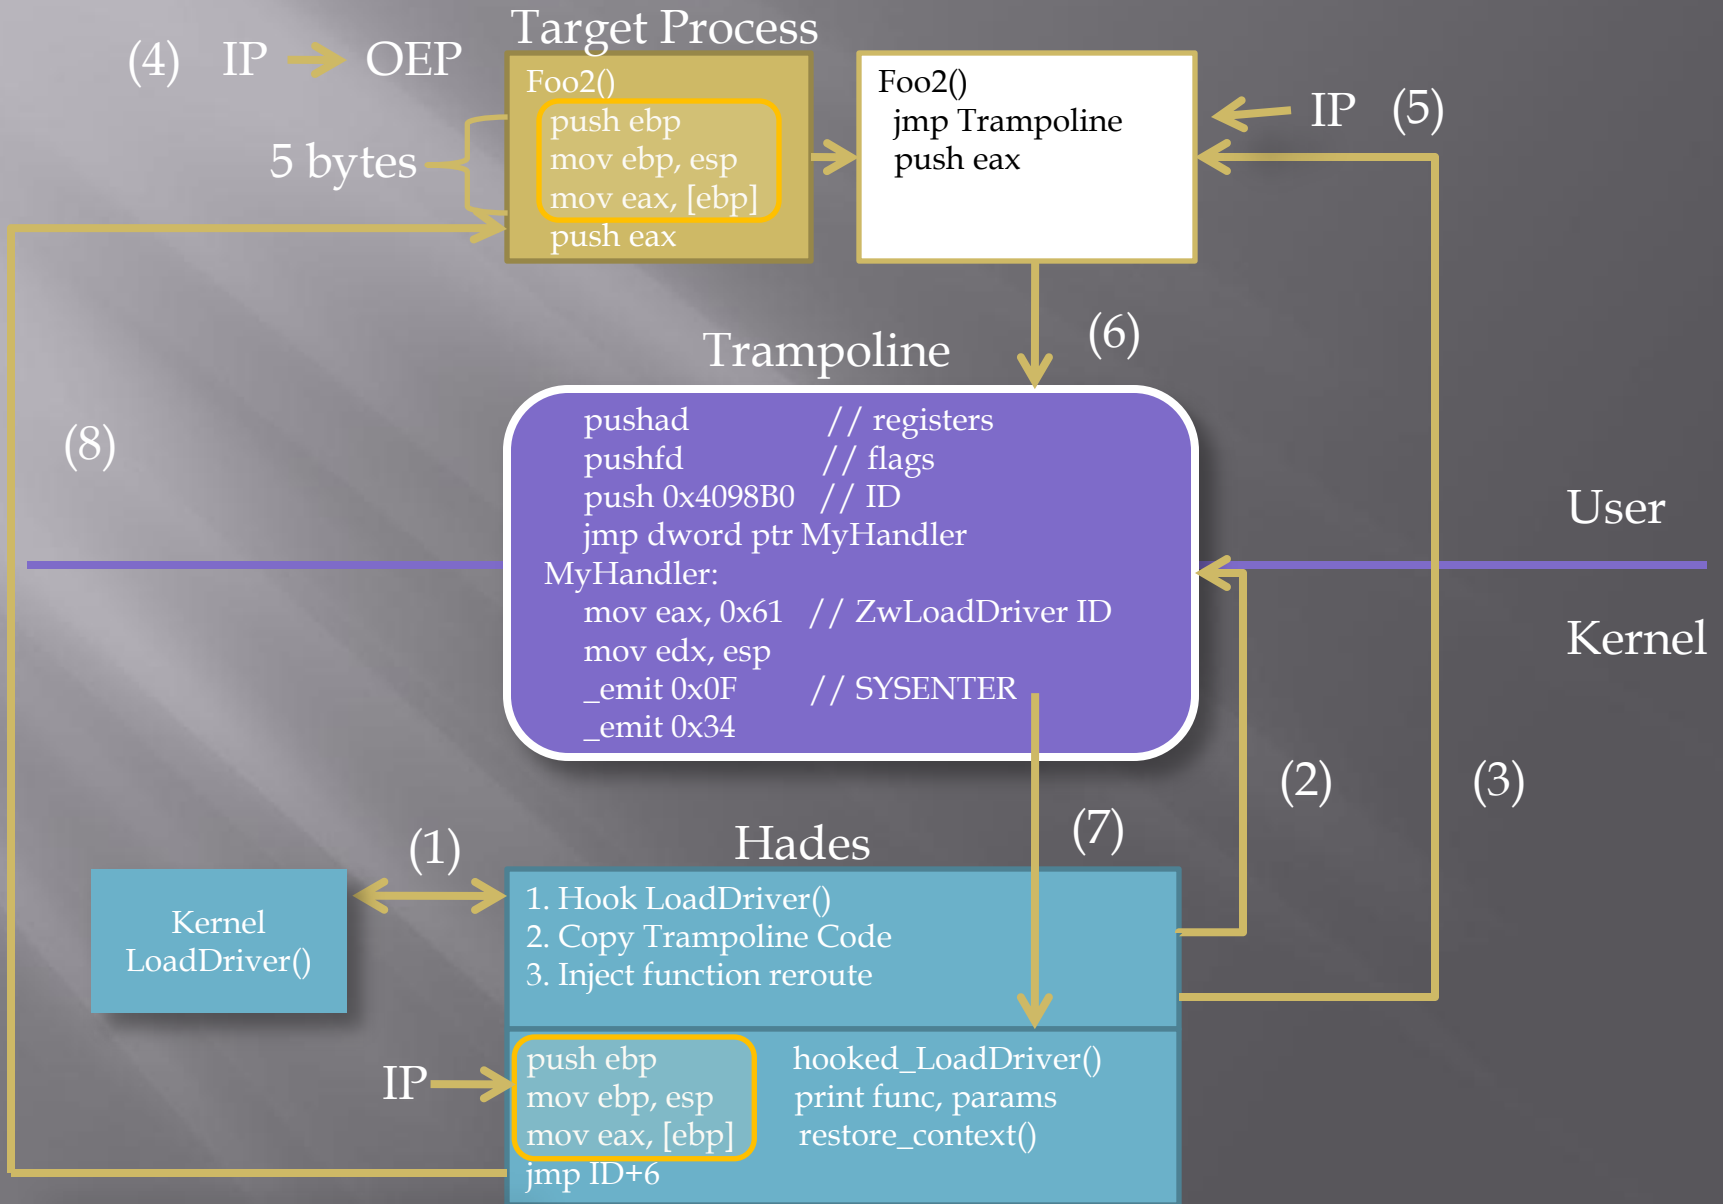 Target Process
(4) IP OEP
Foo2()
push ebp
mov ebp, esp
mov eax, [ebp]
push eax
5 bytes
Foo2()
jmp Trampoline
push eax
IP (5)
(6)
Trampoline
pushad // registers
pushfd // flags
push 0x4098B0 // ID
jmp dword ptr MyHandler
MyHandler:
mov eax, 0x61 // ZwLoadDriver ID
mov edx, esp
_emit 0x0F // SYSENTER
_emit 0x34
(8)
User
Kernel
(2)
(3)
(7)
(1)
Hades
Kernel
LoadDriver()
1. Hook LoadDriver()
2. Copy Trampoline Code
3. Inject function reroute
IP
push ebp
mov ebp, esp
mov eax, [ebp]
jmp ID+6
hooked_LoadDriver()
print func, params
restore_context()